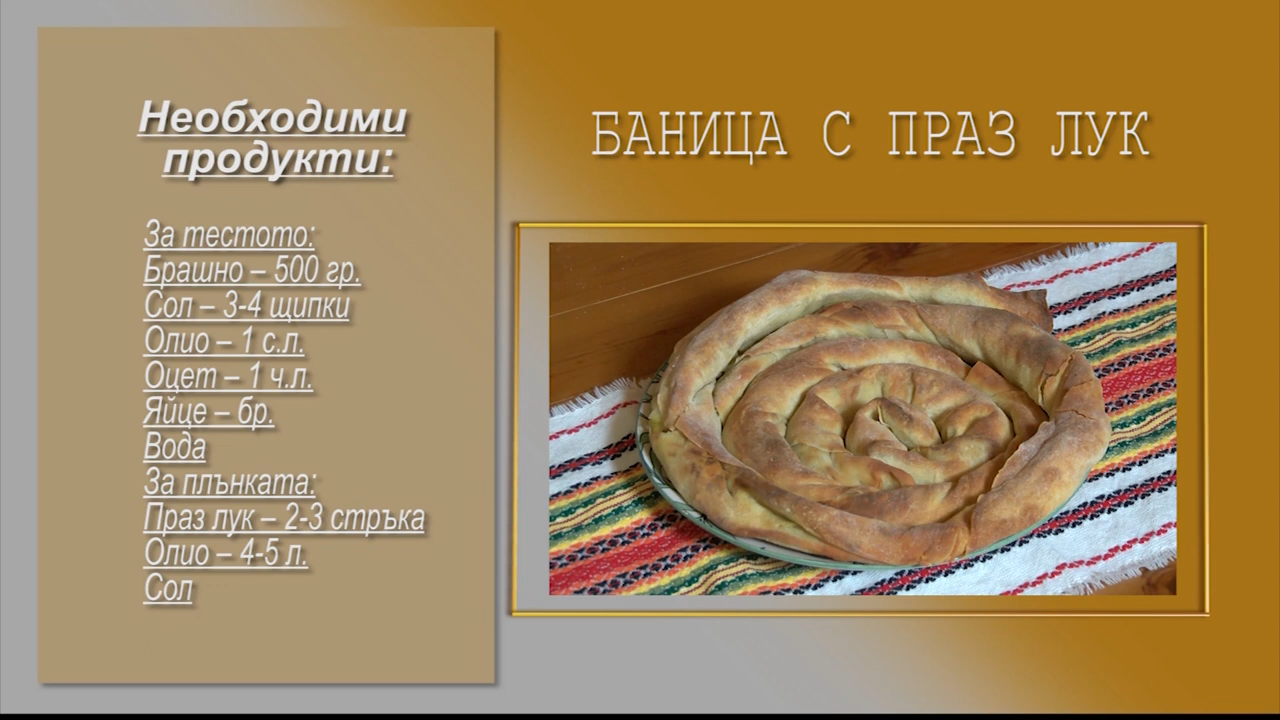 Необходими
продукти:
За тестото:
Брашно – 500 гр.
Сол – 3-4 щипки
Олио – 1 с.л.
Оцет – 1 ч.л.
Яйце – бр.
Вода
За плънката:
Праз лук – 2-3 стръка
Олио – 4-5 л.
Сол
БАНИЦА С ПРАЗ ЛУК